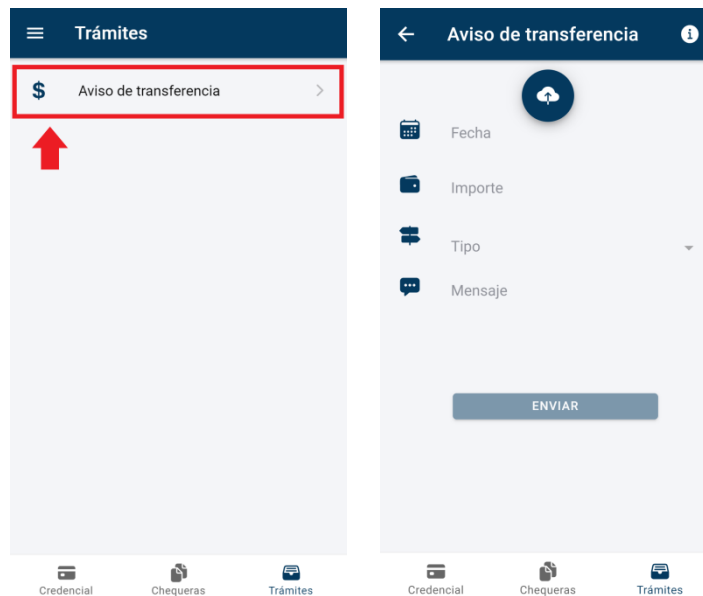 Trámites
$ Aviso de transferencia
Credencial Chequeras Trámites
Aviso de transferencia
Fecha
Importe
Tipo
Mensaje
ENVIAR
Credencial Chequeras Trámites